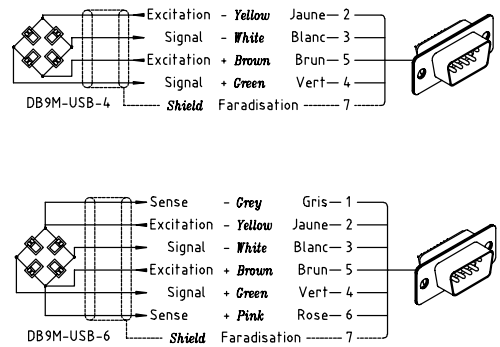 Excitation - Yellow Jaune 2
Signal - White Blanc 3
Excitation + Brown Brun 5
Signal + Green Vert 4
DB9M-USB-4 Shield Faradisation 7
Sense - Grey Gris 1
Excitation - Yellow Jaune 2
Signal - White Blanc 3
Excitation + Brown Brun 5
Signal + Green Vert 4
Sense + Pink Rose 6
DB9M-USB-6 Shield Faradisation 7